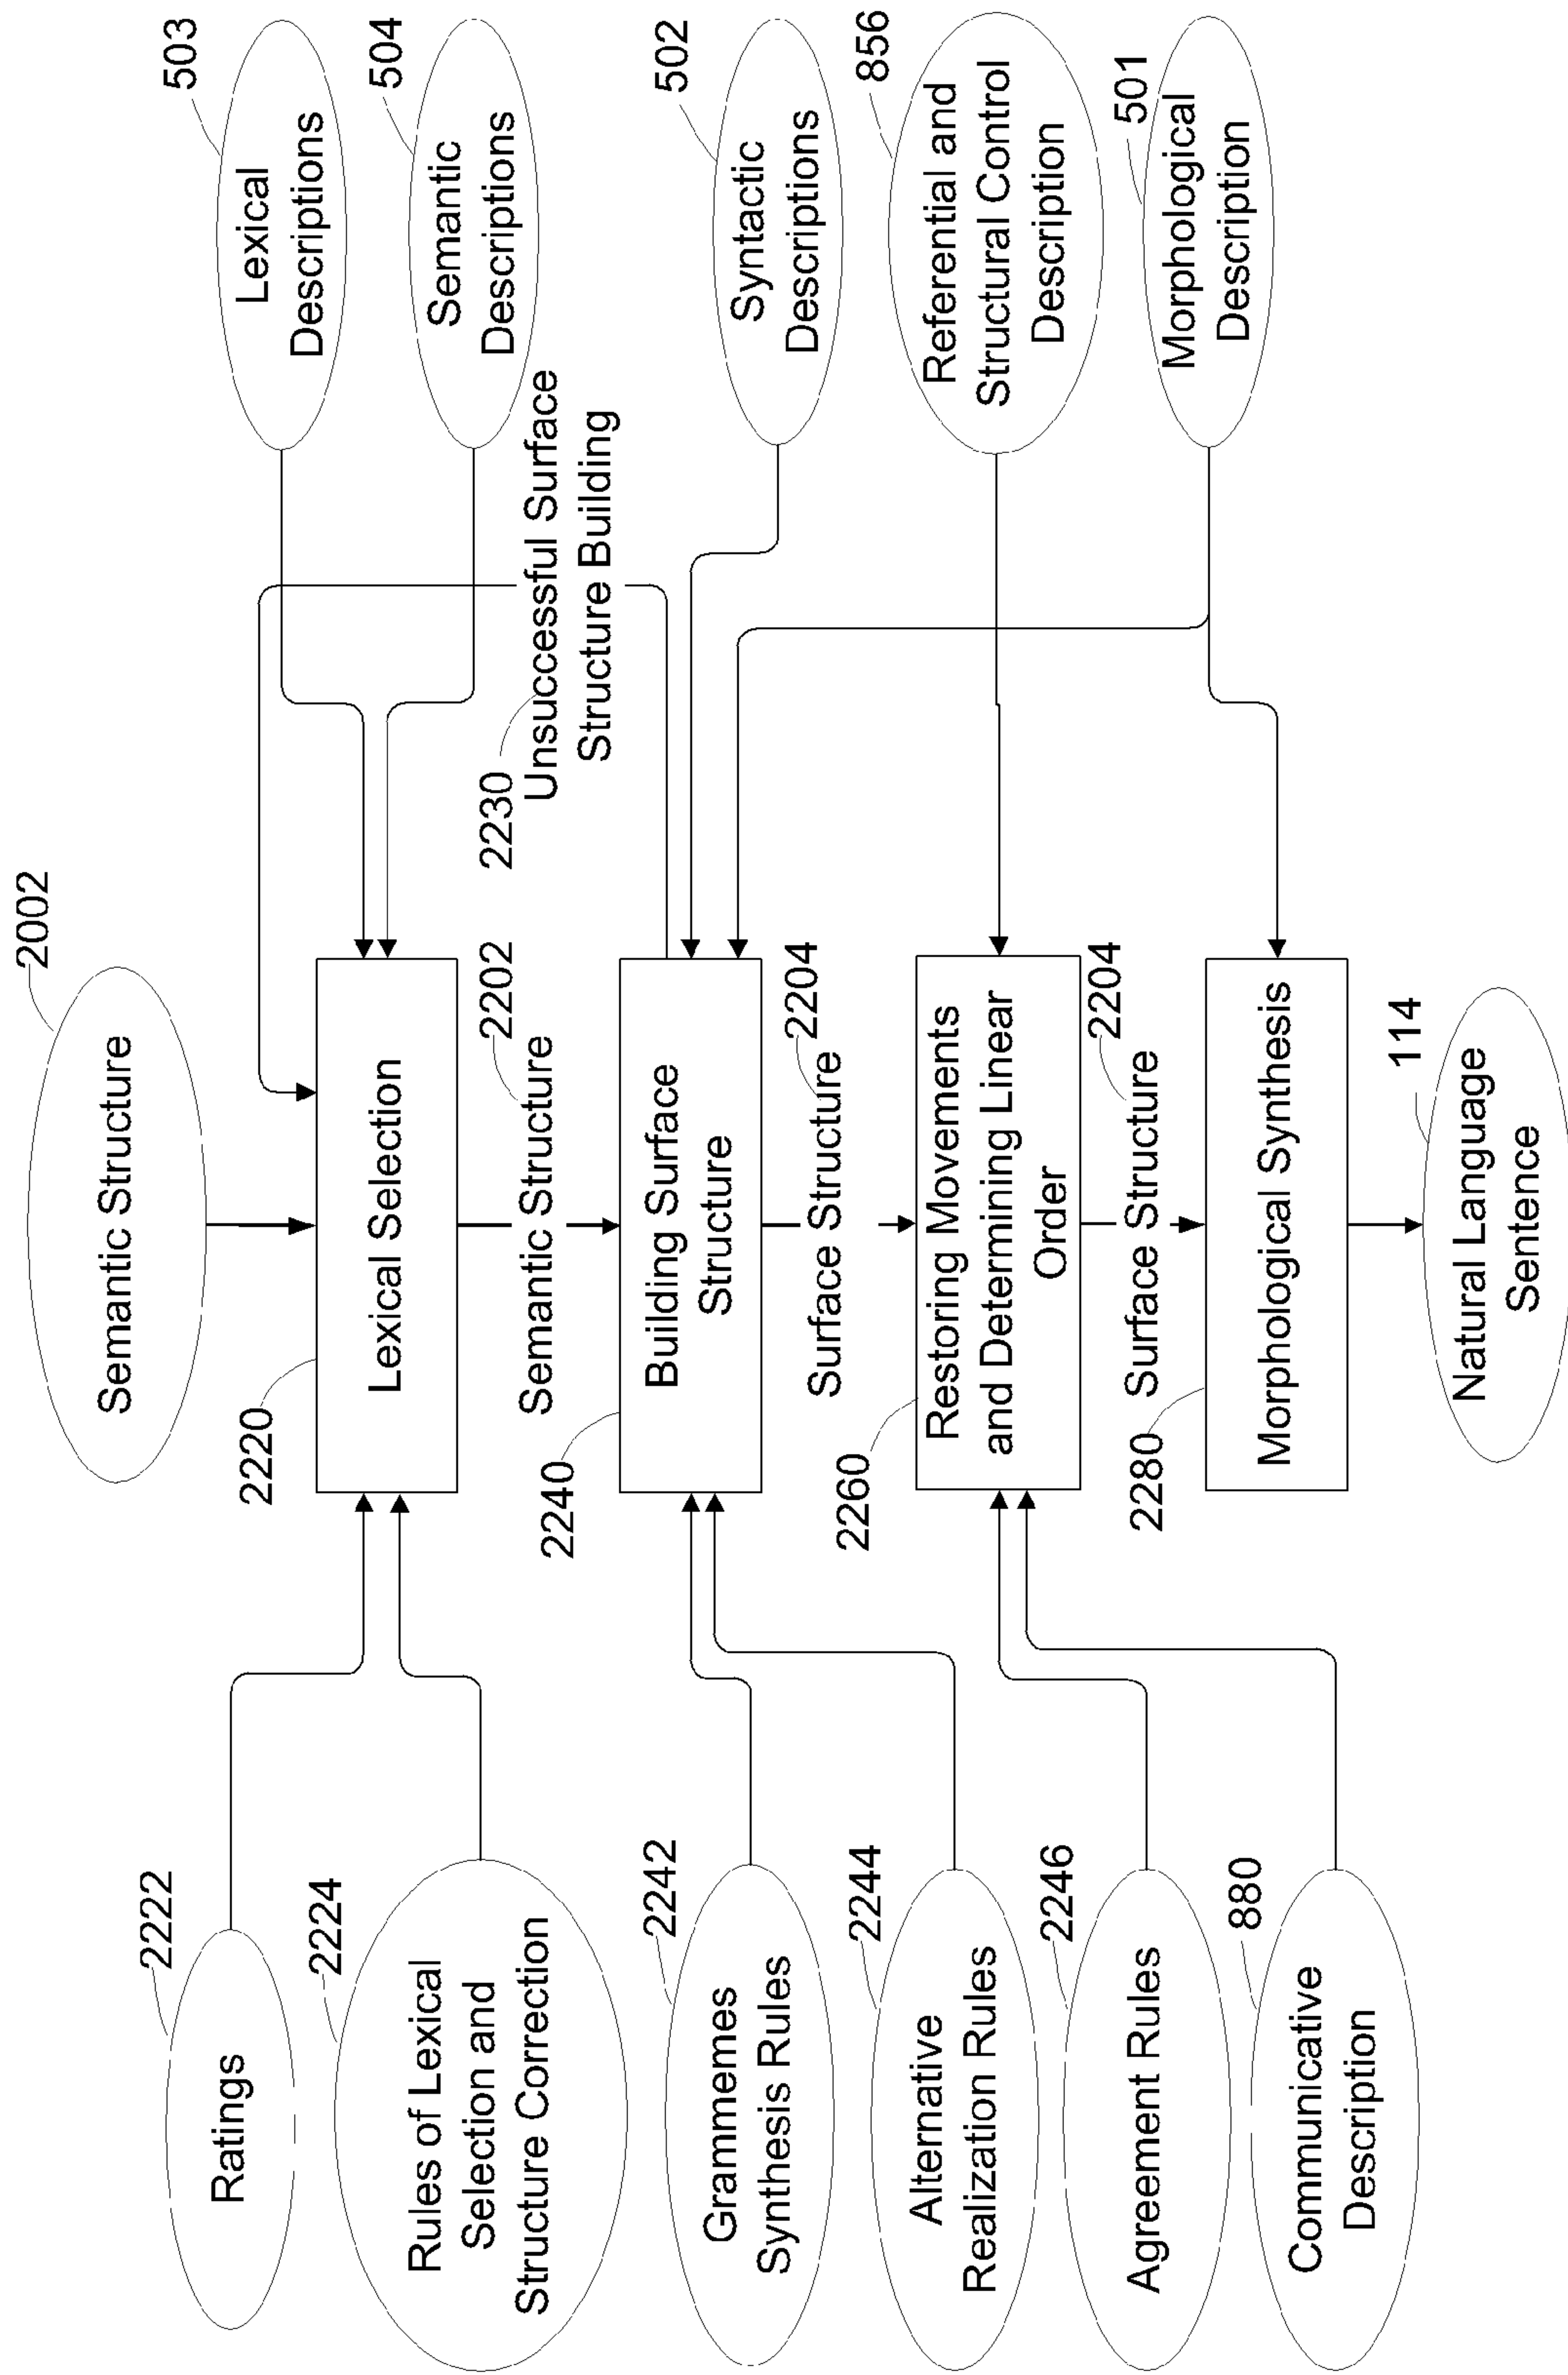 2002
Semantic Structure
2222
Ratings
2220
Lexical Selection
503
Lexical
Descriptions
2224
Rules of Lexical
Selection and
Structure Correction
504
Semantic
Descriptions
2202
Semantic Structure
2230
Unsuccessful Surface
Structure Building
2242
Grammemes
Synthesis Rules
2240
Building Surface
Structure
502
Syntactic
Descriptions
2204
Surface Structure
2244
Alternative
Realization Rules
2260
Restoring Movements
and Determining Linear
Order
856
Referential and
Structural Control
Description
2246
Agreement Rules
2204
Surface Structure
501
Morphological
Description
880
Communicative
Description
2280
Morphological Synthesis
114
Natural Language
Sentence